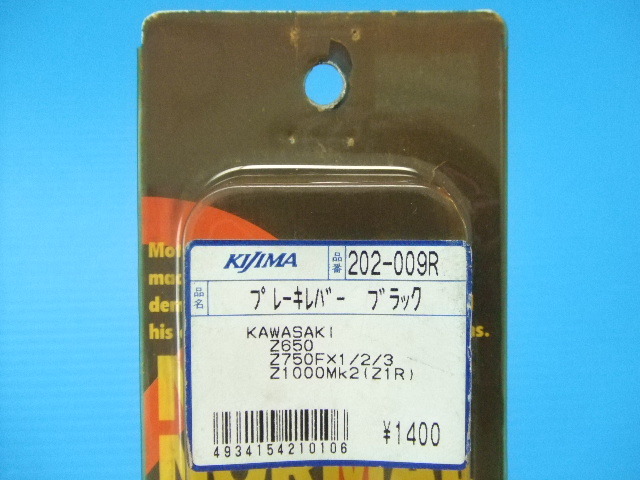 KIJIMA 品番 202-009R
品名 ブレーキレバー ブラック
KAWASAKI
Z650
Z750FX1/2/3
Z1000Mk2(Z1R)
4934154210106
¥1400
his